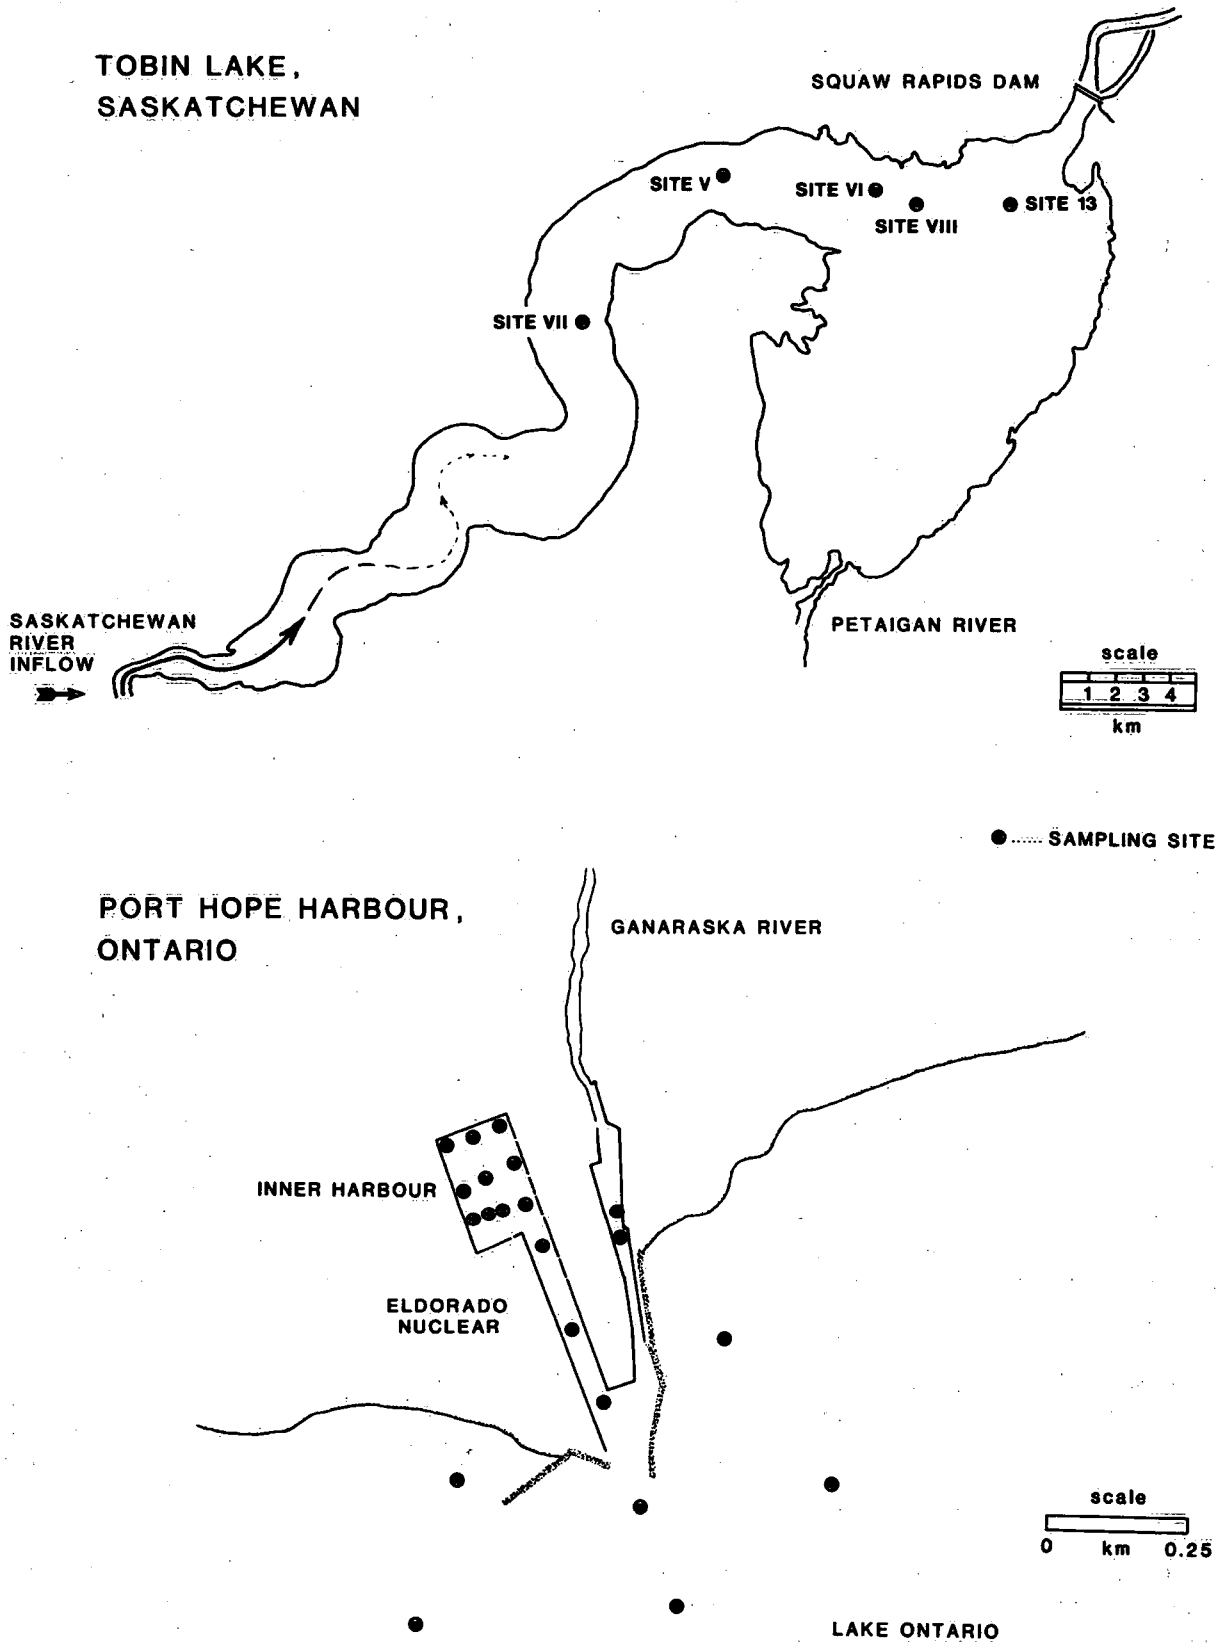 TOBIN LAKE,
SASKATCHEWAN
SQUAW RAPIDS DAM
SITE V
SITE VI
SITE VIII
SITE 13
SITE VII
SASKATCHEWAN
RIVER
INFLOW
PETAIGAN RIVER
scale
1 2 3 4
km
SAMPLING SITE
PORT HOPE HARBOUR,
ONTARIO
GANARASKA RIVER
INNER HARBOUR
ELDORADO
NUCLEAR
scale
0 km 0.25
LAKE ONTARIO